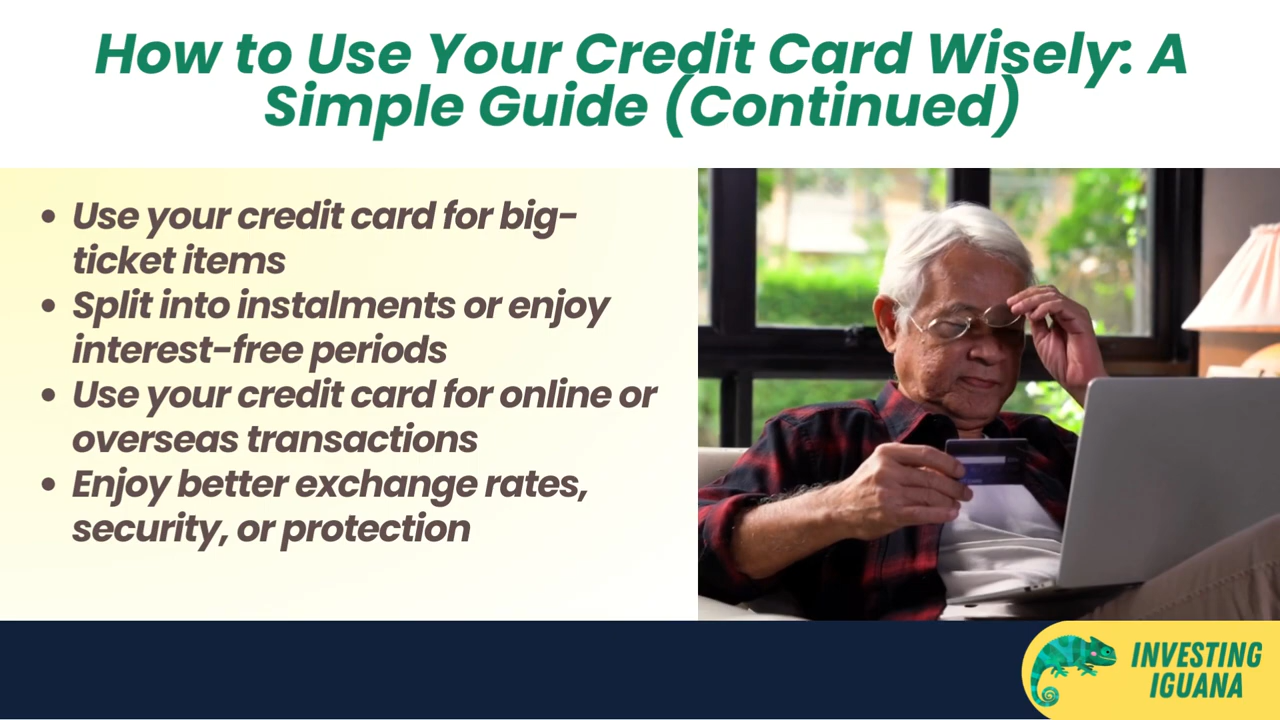 How to Use Your Credit Card Wisely: A
Simple Guide (Continued)
• Use your credit card for big-
ticket items
• Split into instalments or enjoy
interest-free periods
• Use your credit card for online or
overseas transactions
• Enjoy better exchange rates,
security, or protection
INVESTING
IGUANA